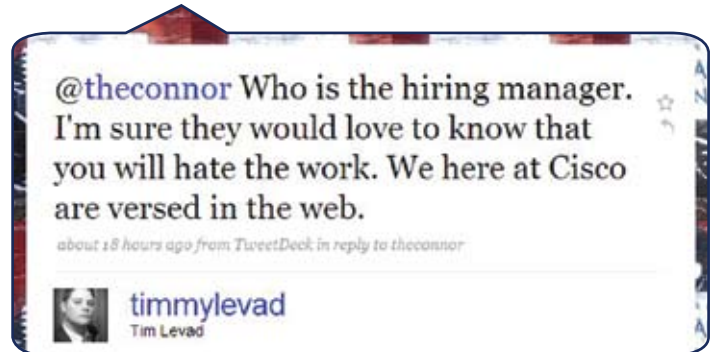 @theconnor Who is the hiring manager.
I'm sure they would love to know that
you will hate the work. We here at Cisco
are versed in the web.
about 18 hours ago from TweetDeck in reply to theconnor
timmylevad
Tim Levad